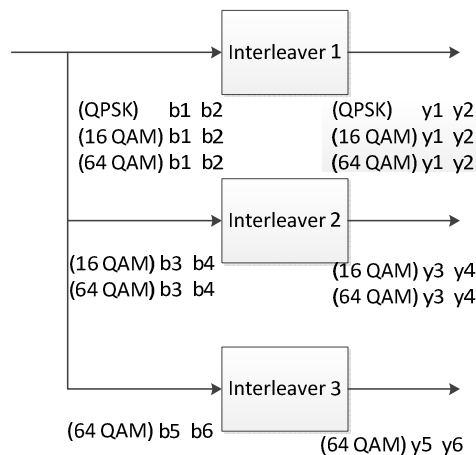 Interleaver 1
(QPSK) b1 b2
(16 QAM) b1 b2
(64 QAM) b1 b2
(QPSK) y1 y2
(16 QAM) y1 y2
(64 QAM) y1 y2
Interleaver 2
(16 QAM) b3 b4
(64 QAM) b3 b4
(16 QAM) y3 y4
(64 QAM) y3 y4
Interleaver 3
(64 QAM) b5 b6
(64 QAM) y5 y6